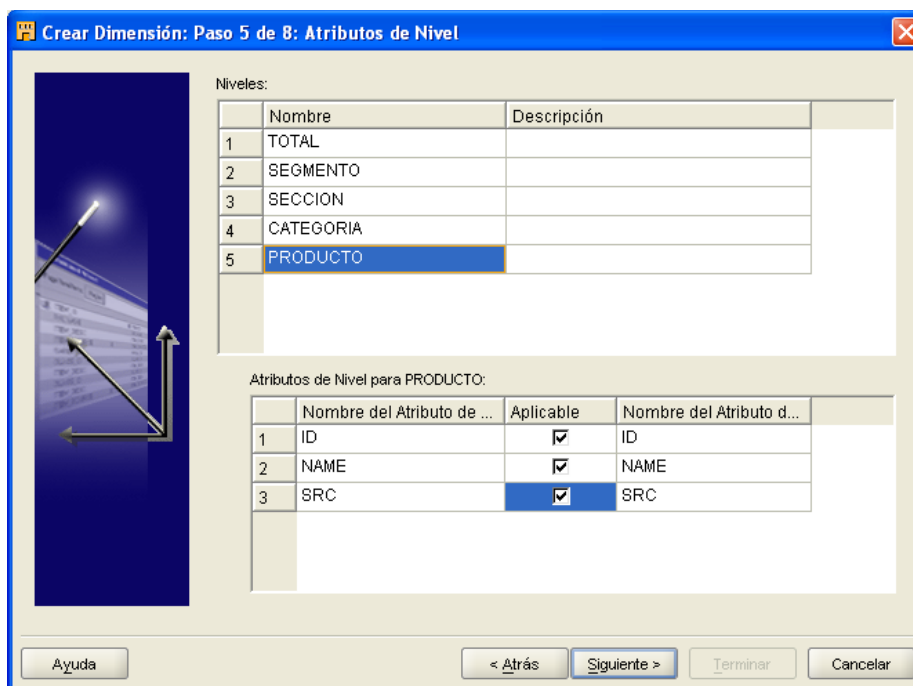 Crear Dimensión: Paso 5 de 8: Atributos de Nivel
Niveles:
Nombre Descripción
1 TOTAL
2 SEGMENTO
3 SECCION
4 CATEGORIA
5 PRODUCTO
Atributos de Nivel para PRODUCTO:
Nombre del Atributo de ... Aplicable Nombre del Atributo d...
1 ID ID
2 NAME NAME
3 SRC SRC
Ayuda < Atrás Siguiente > Terminar Cancelar